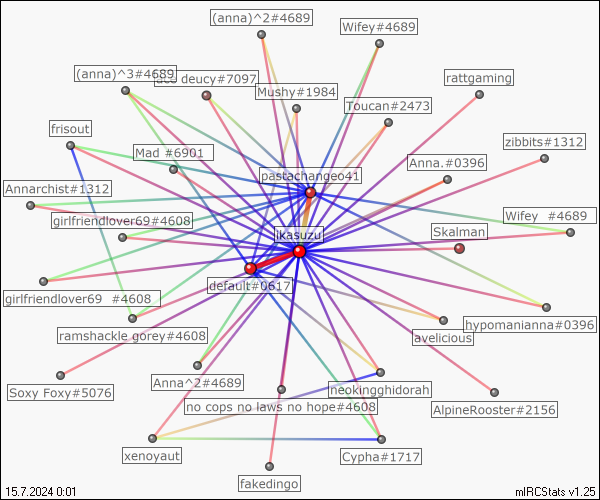 (anna)^2#4689
Wifey#4689
(anna)^3#4689
deucy#7097
rattgaming
Mushy#1984
Toucan#2473
frisout
Mad #6901
zibbits#1312
Anna.#0396
pastachange041
Annarchist#1312
girlfriendlover69#4608
Wifey #4689
Skalman
jkasuzu
default#0617
girlfriendlover69 #4608
hypomanianna#0396
ramshackle gorey#4608
avelicious
Soxy Foxy#5076
Anna^2#4689
neokingghidorah
no cops no laws no hope#4608
AlpineRooster#2156
xenoyaut
Cypha#1717
fakedingo
15.7.2024 0:01
mIRCStats v1.25